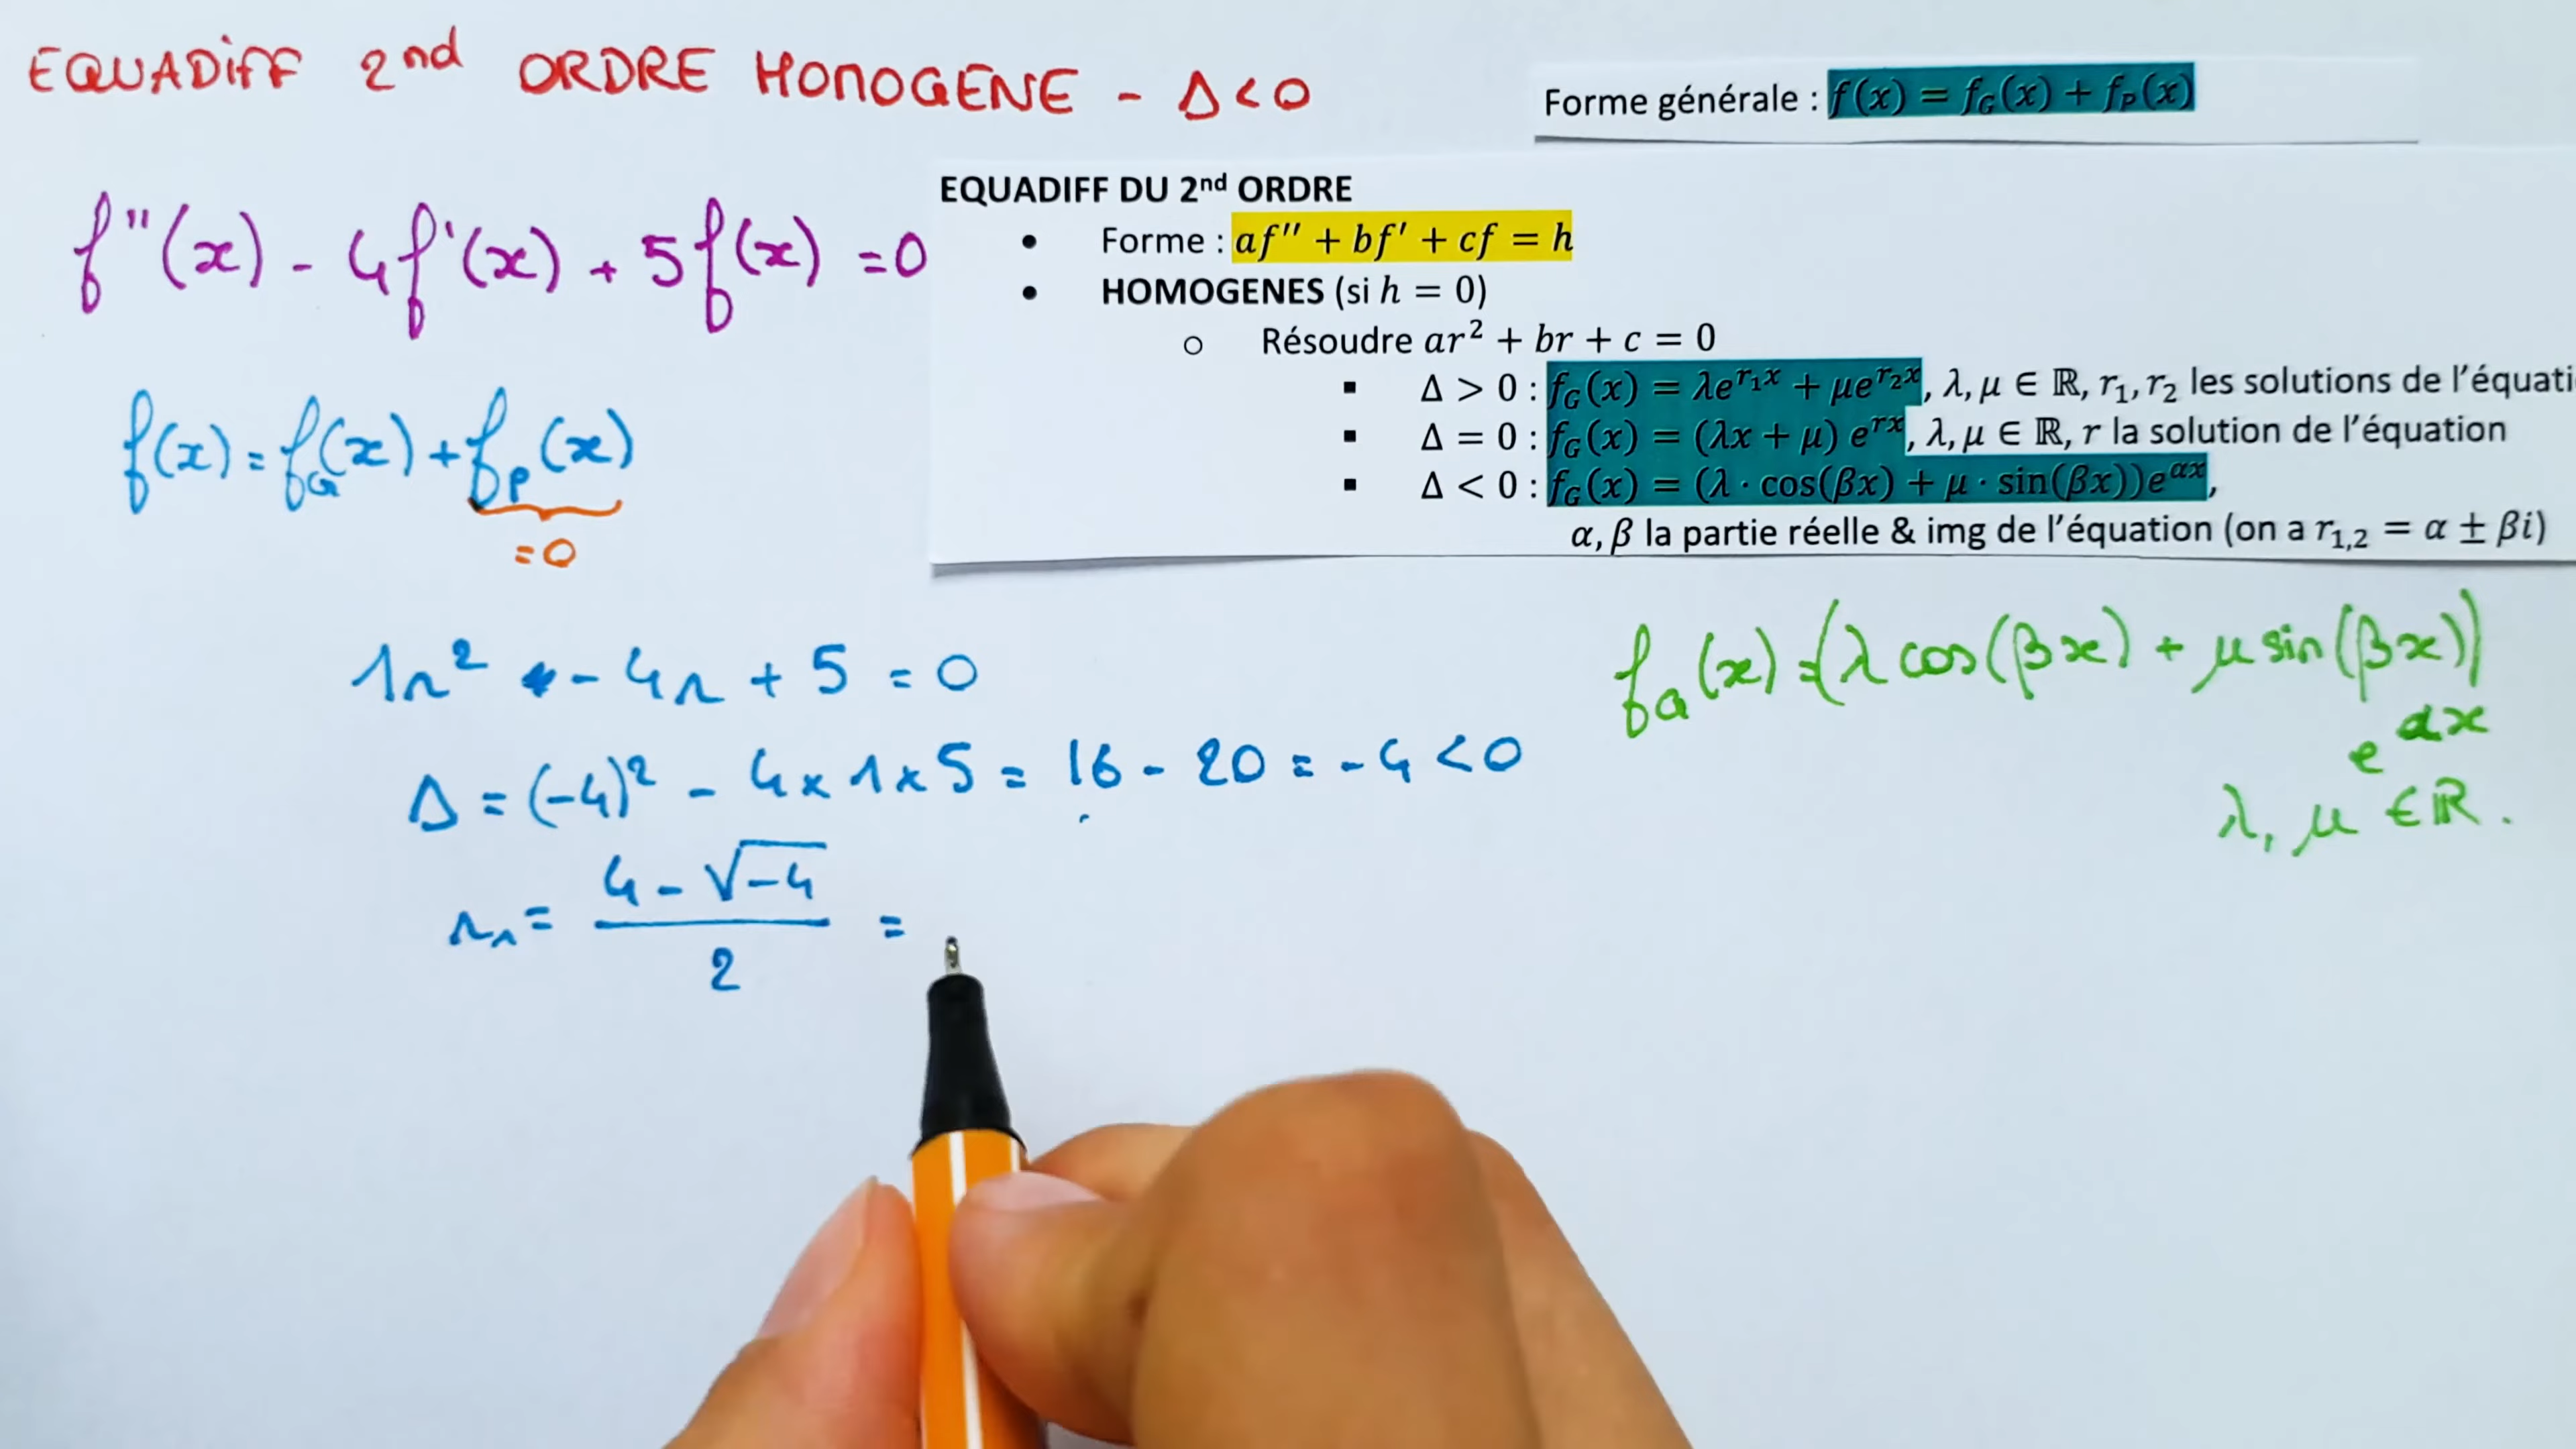 EQUADIFF 2nd ORDRE HOMOGENE - Δ<0
Forme générale : f(x) = f_G(x) + f_P(x)
f''(x) - 4f'(x) + 5f(x) = 0
f(x) = f_G(x) + f_P(x)
= 0
EQUADIFF DU 2nd ORDRE
• Forme : af'' + bf' + cf = h
• HOMOGENES (si h = 0)
○ Résoudre ar² + br + c = 0
▪ Δ > 0 : f_G(x) = λe^{r₁x} + μe^{r₂x}, λ, μ ∈ ℝ, r₁, r₂ les solutions de l'équati
▪ Δ = 0 : f_G(x) = (λx + μ) e^{rx}, λ, μ ∈ ℝ, r la solution de l'équation
▪ Δ < 0 : f_G(x) = (λ · cos(βx) + μ · sin(βx))e^{αx},
α, β la partie réelle & img de l'équation (on a r₁,₂ = α ± βi)
1r² - 4r + 5 = 0
Δ = (-4)² - 4×1×5 = 16 - 20 = -4 < 0
r₁ = (4 - √-4)/2 =
f_G(x) = (λ cos(βx) + μ sin(βx))
e^{αx}
λ, μ ∈ ℝ.